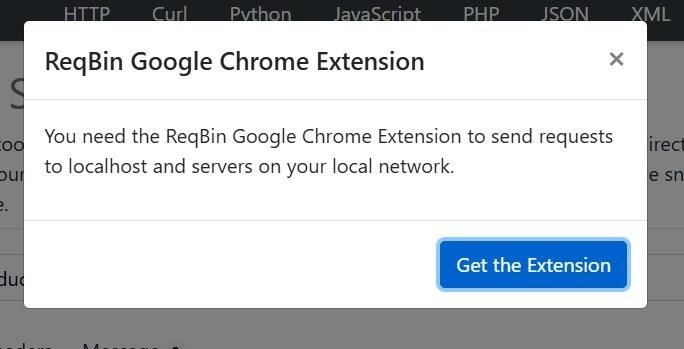 HTTP Curl Python JavaScript PHP JSON XML
ReqBin Google Chrome Extension
×
You need the ReqBin Google Chrome Extension to send requests
to localhost and servers on your local network.
Get the Extension